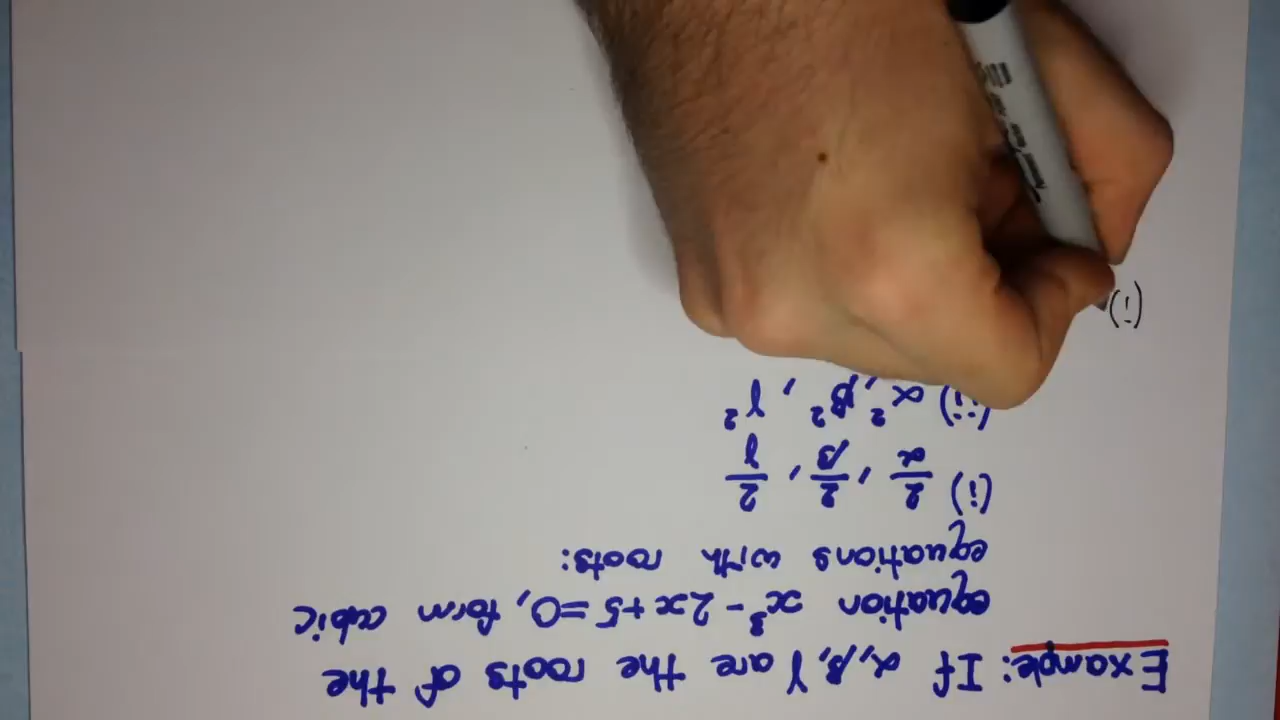 Example: If α, β, γ are the roots of the
equation x³ - 2x + 5 = 0, form cubic
equations with roots:
(i) 2/α, 2/β, 2/γ
(ii) α², β², γ²
(i)